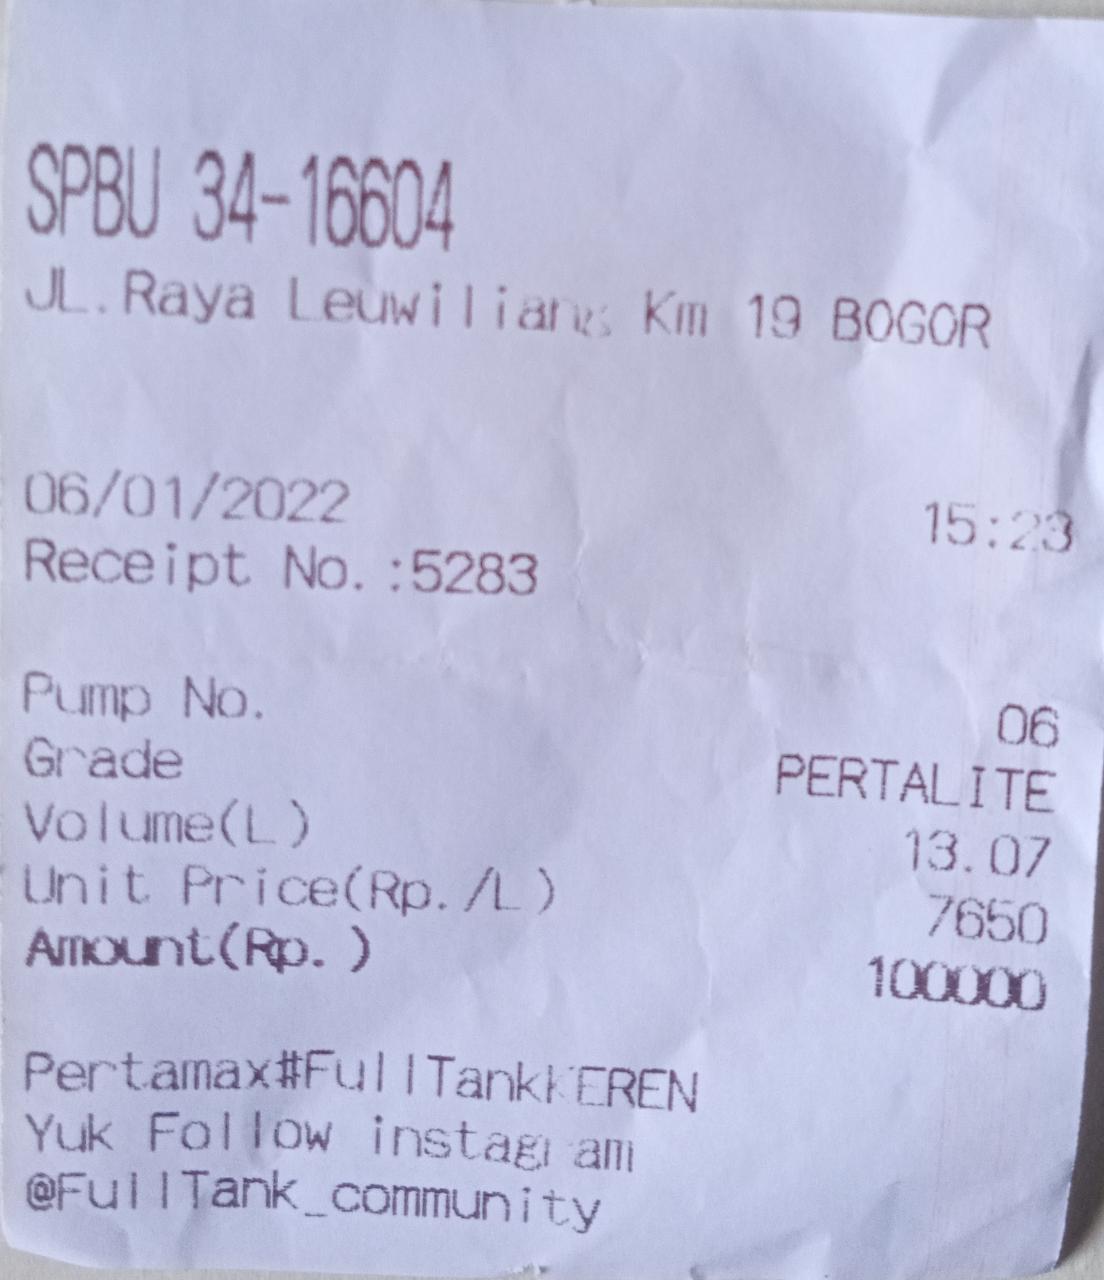 SPBU 34-16604
JL.Raya Leuwiliang Km 19 BOGOR
06/01/2022 15:23
Receipt No.:5283
Pump No. 06
Grade PERTALITE
Volume(L) 13.07
Unit Price(Rp./L) 7650
Amount(Rp.) 100000
Pertamax#FullTankKEREN
Yuk Follow instagram
@FullTank_community